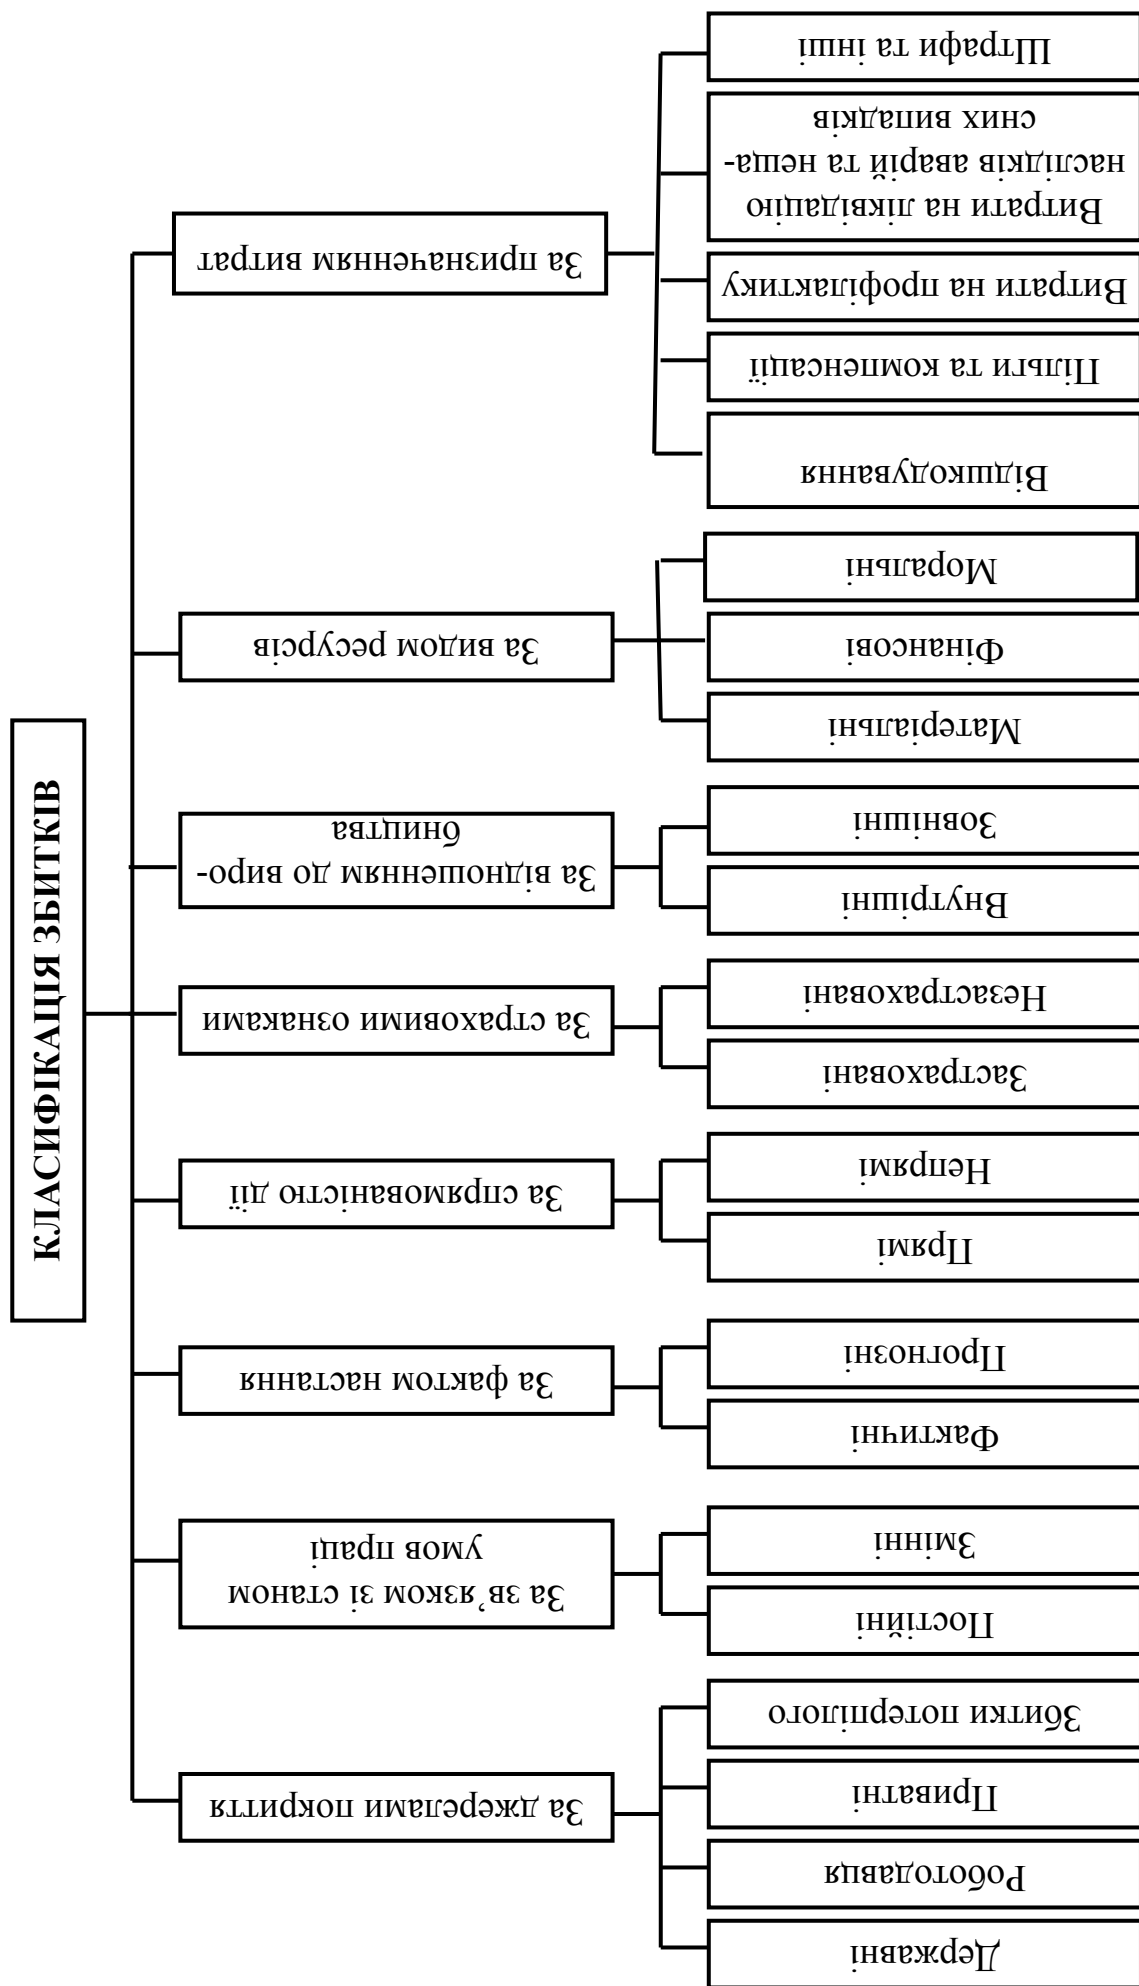 КЛАСИФІКАЦІЯ ЗБИТКІВ
За джерелами покриття
Державні
Роботодавця
Приватні
Збитки потерпілого
За зв’язком зі станом
умов праці
Постійні
Змінні
За фактом настання
Фактичні
Прогнозні
За спрямованістю дії
Прямі
Непрямі
За страховими ознаками
Застраховані
Незастраховані
За відношенням до виро-
бництва
Внутрішні
Зовнішні
За видом ресурсів
Матеріальні
Фінансові
Моральні
За призначенням витрат
Відшкодування
Пільги та компенсації
Витрати на профілактику
Витрати на ліквідацію
наслідків аварій та неща-
сних випадків
Штрафи та інші